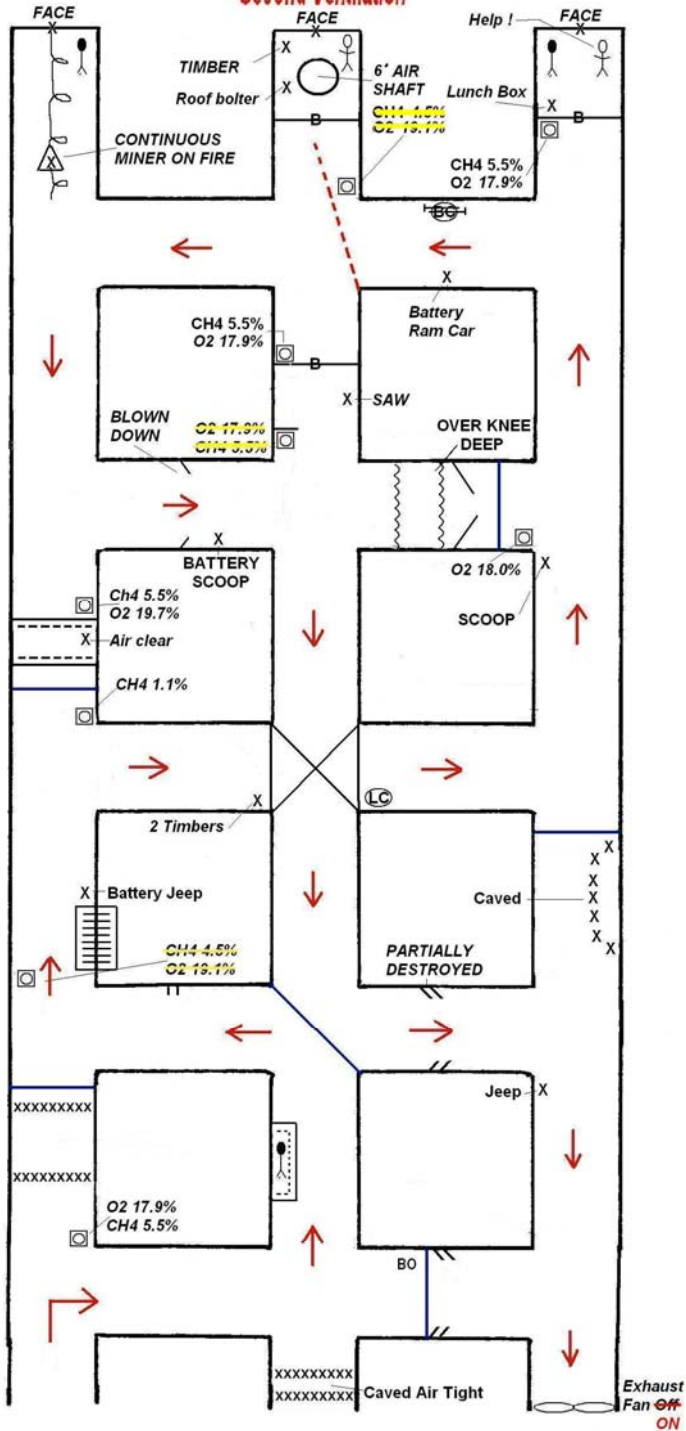 Second Ventilation
FACE
X
FACE
X
FACE
X
Help !
TIMBER
X
Roof bolter
X
6' AIR
SHAFT
CH4 4.5%
O2 19.1%
Lunch Box
X
B
B
CONTINUOUS
MINER ON FIRE
X
CH4 5.5%
O2 17.9%
BC
X
Battery
Ram Car
CH4 5.5%
O2 17.9%
B
X
SAW
BLOWN
DOWN
O2 17.9%
CH4 5.5%
OVER KNEE
DEEP
X
BATTERY
SCOOP
O2 18.0%
X
SCOOP
Ch4 5.5%
O2 19.7%
X
Air clear
CH4 1.1%
LC
X
2 Timbers
X
X
X
X
X
X
X
Caved
X
Battery Jeep
CH4 4.5%
O2 19.1%
PARTIALLY
DESTROYED
Jeep
X
XXXXXXXXX
XXXXXXXXX
O2 17.9%
CH4 5.5%
BO
XXXXXXXXX
XXXXXXXXX
Caved Air Tight
Exhaust
Fan Off
ON